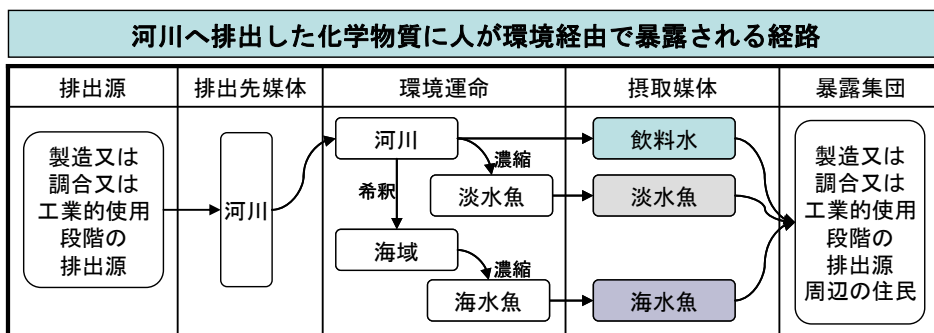 河川へ排出した化学物質に人が環境経由で暴露される経路
排出源
排出先媒体
環境運命
摂取媒体
暴露集団
製造又は
調合又は
工業的使用
段階の
排出源
河川
河川
濃縮
希釈
淡水魚
海域
濃縮
海水魚
飲料水
淡水魚
海水魚
製造又は
調合又は
工業的使用
段階の
排出源
周辺の住民